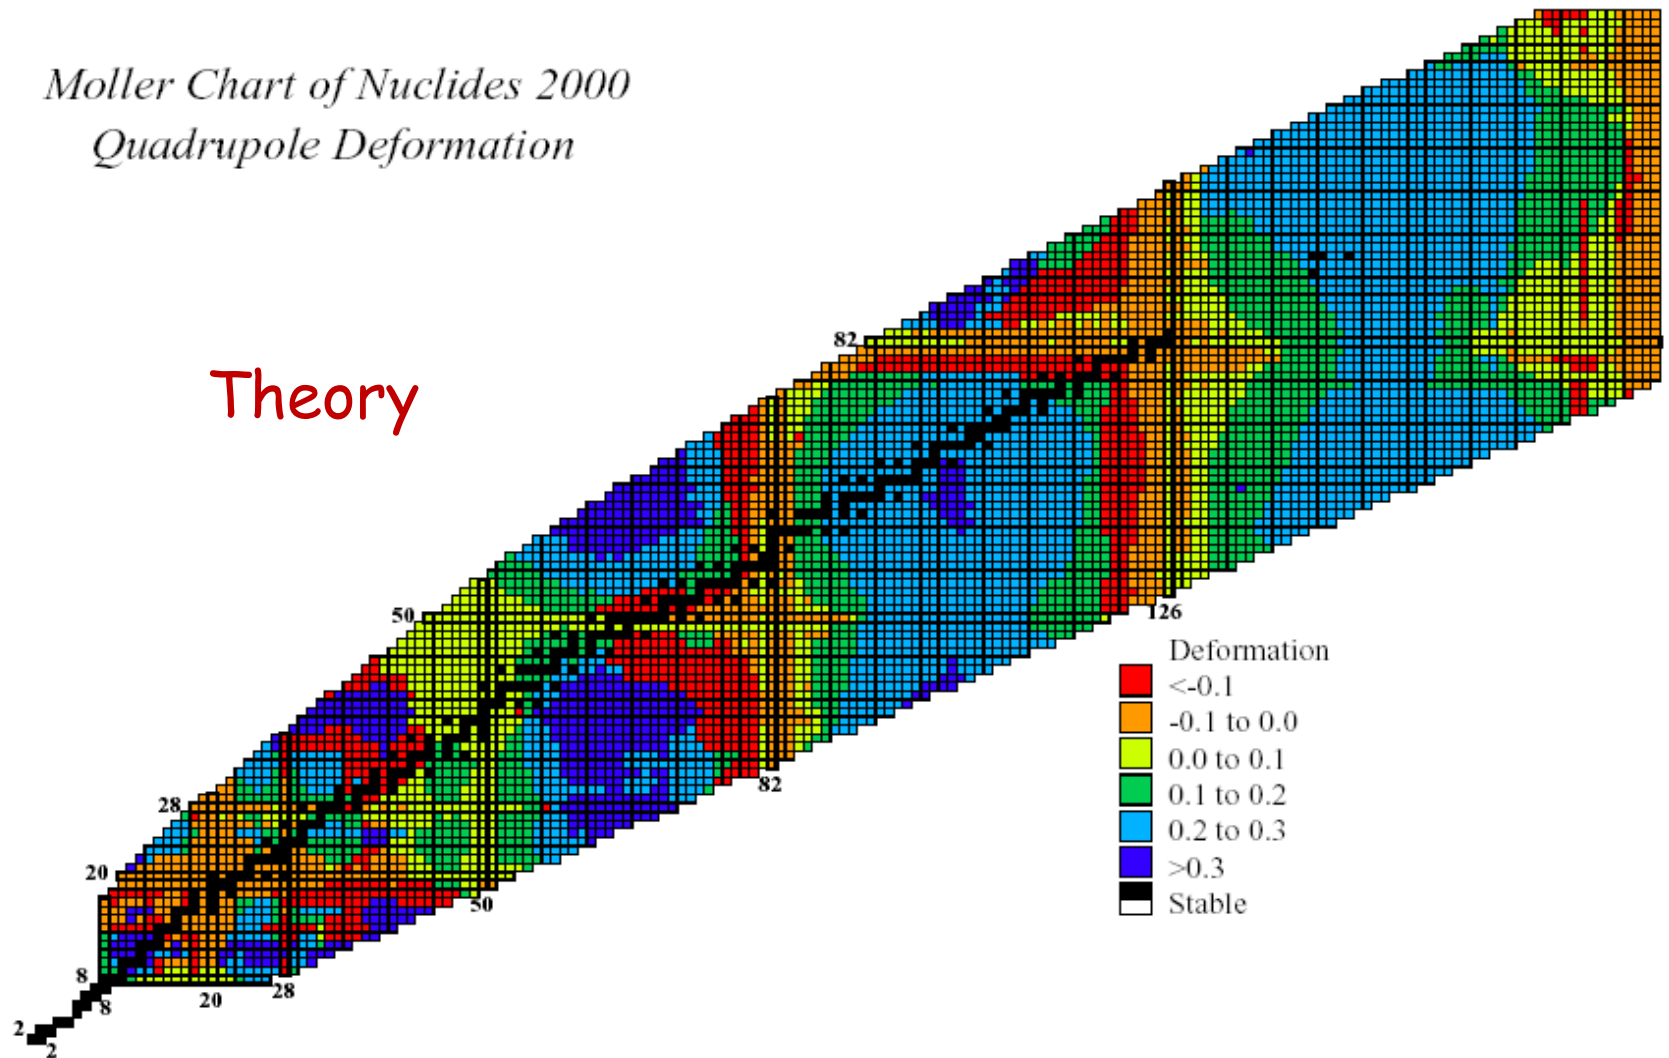 Moller Chart of Nuclides 2000
Quadrupole Deformation
Theory
82
50
126
28
82
20
50
8
8
20
28
2
2
Deformation
<-0.1
-0.1 to 0.0
0.0 to 0.1
0.1 to 0.2
0.2 to 0.3
>0.3
Stable